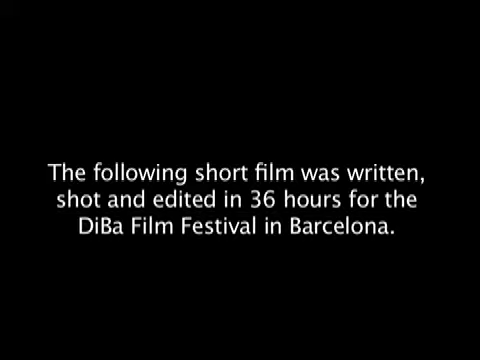 The following short film was written,
shot and edited in 36 hours for the
DiBa Film Festival in Barcelona.